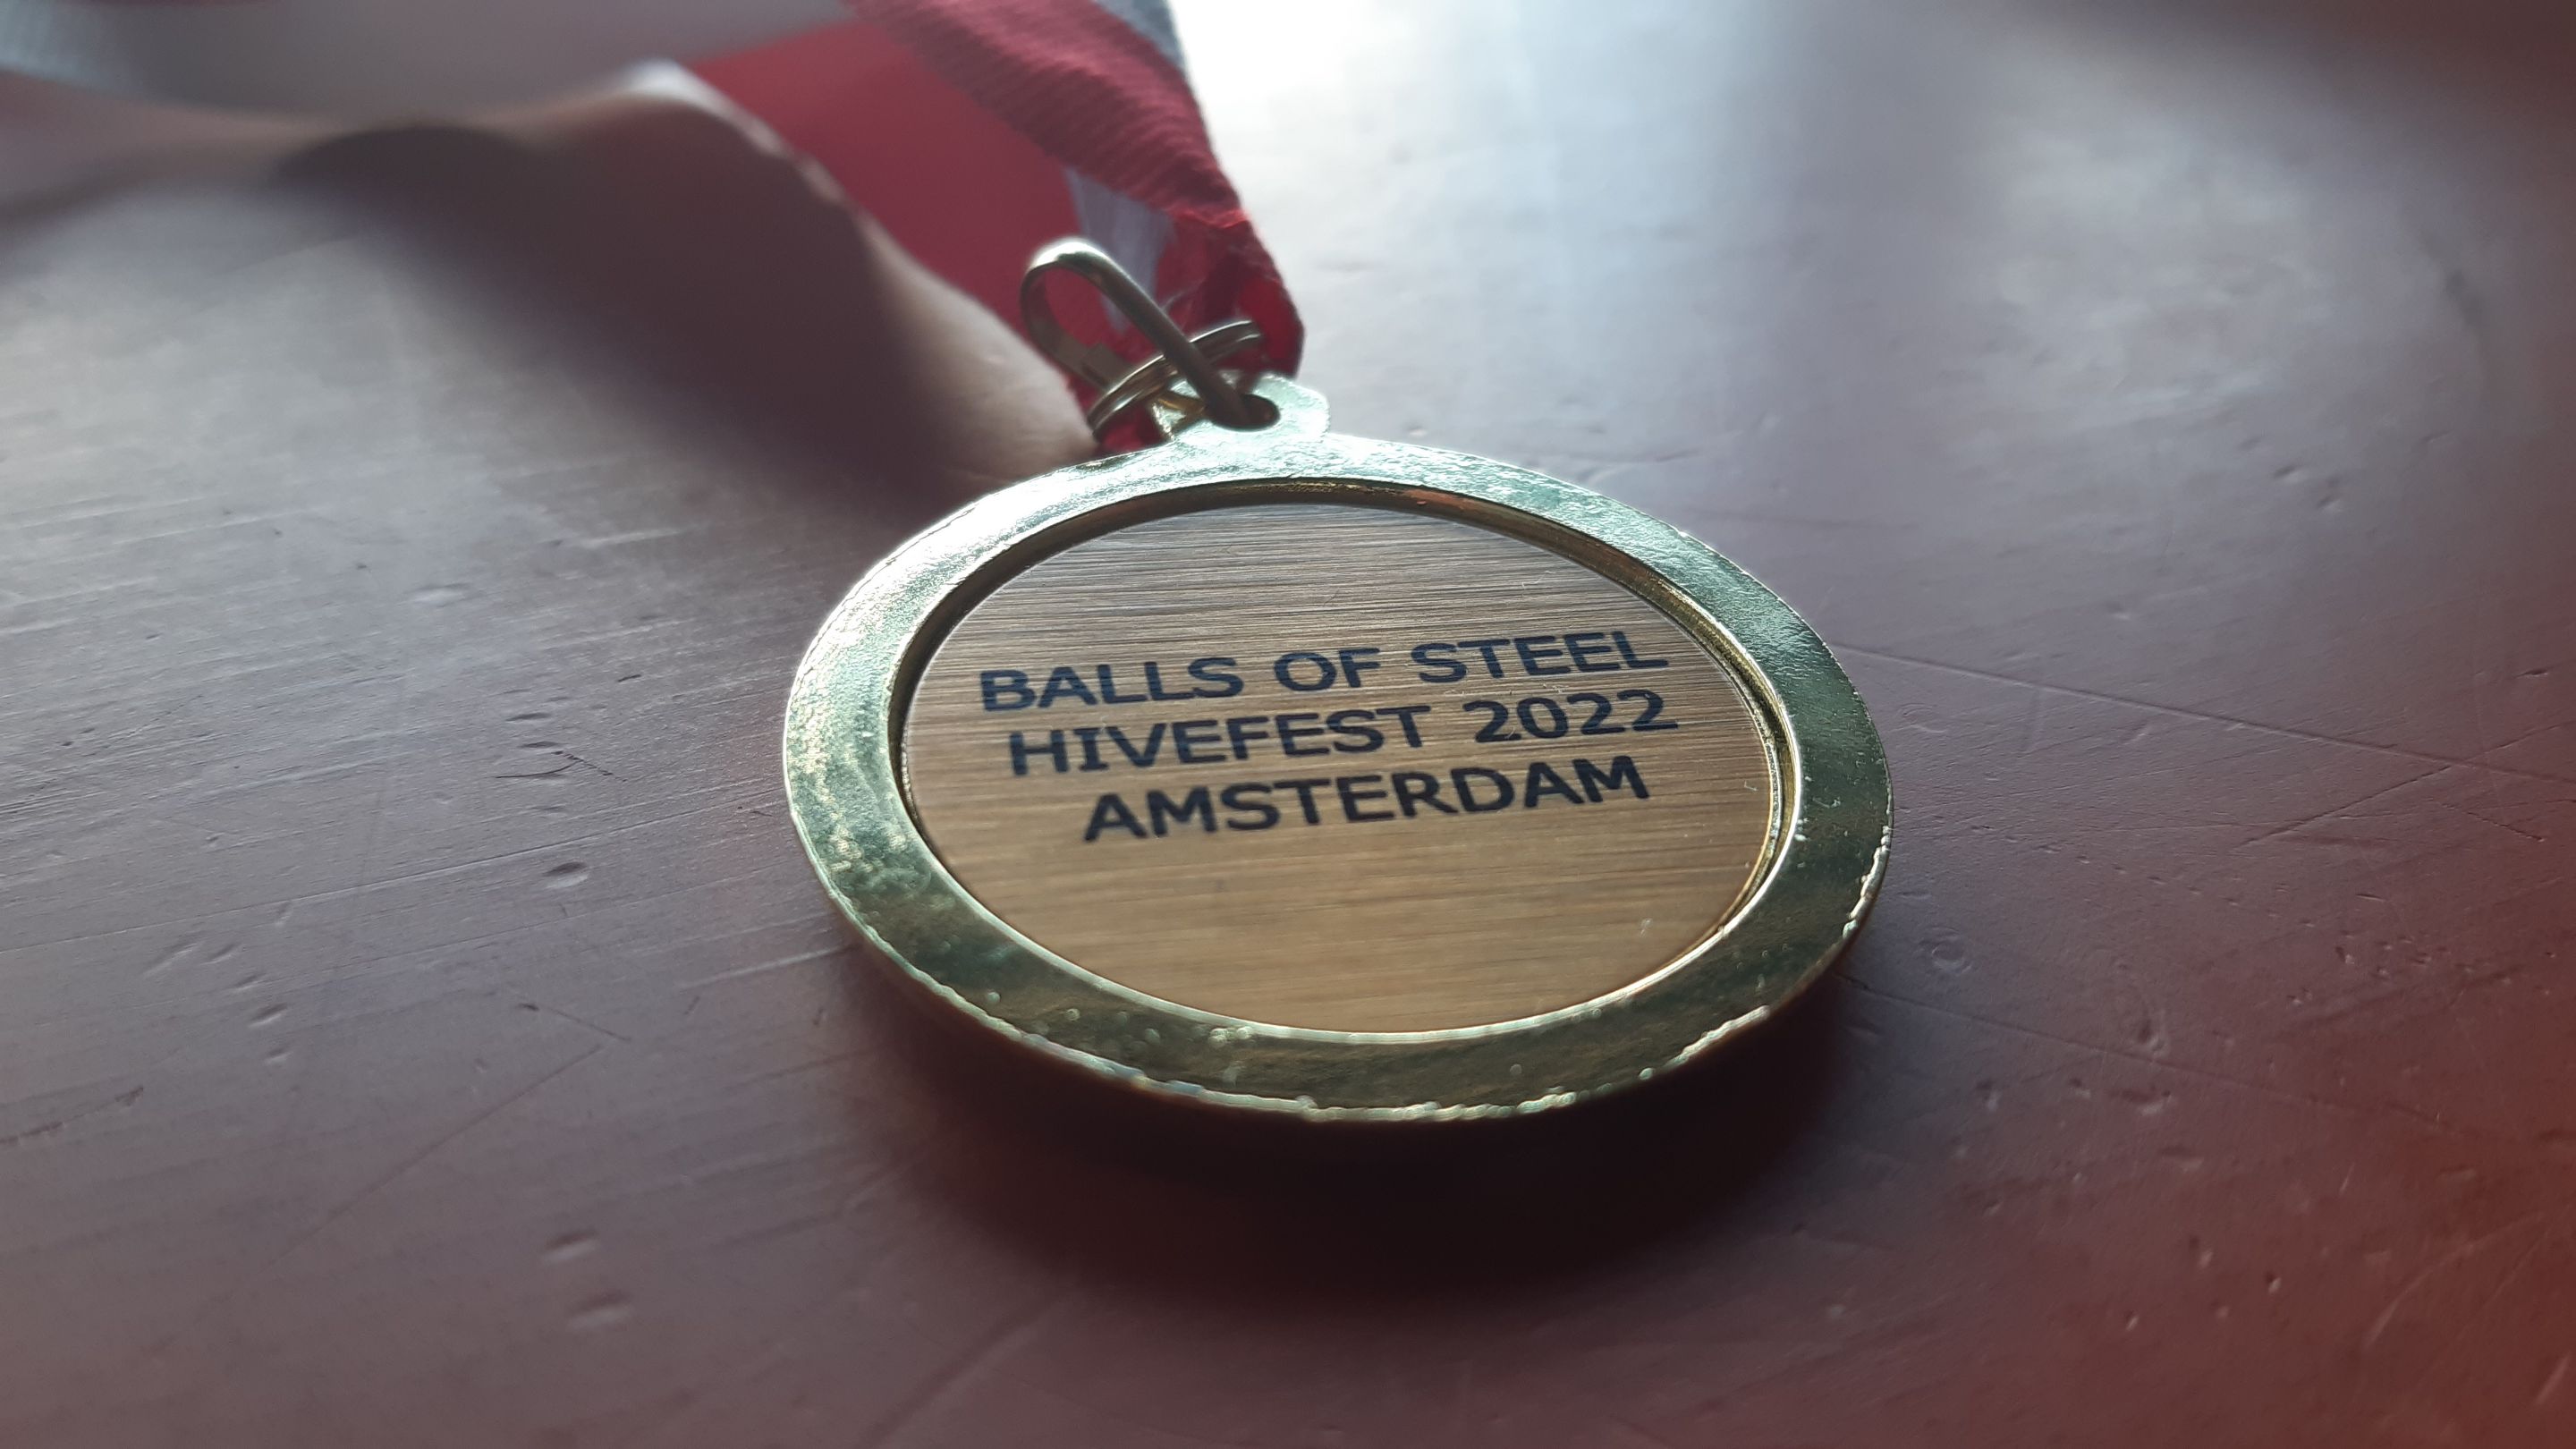 BALLS OF STEEL
HIVEFEST 2022
AMSTERDAM